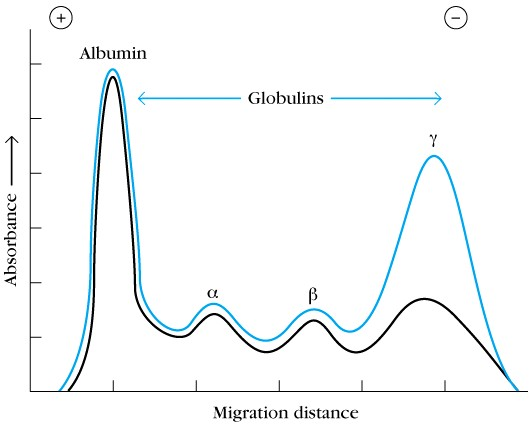 +
−
Albumin
Globulins
γ
α
β
Absorbance
Migration distance